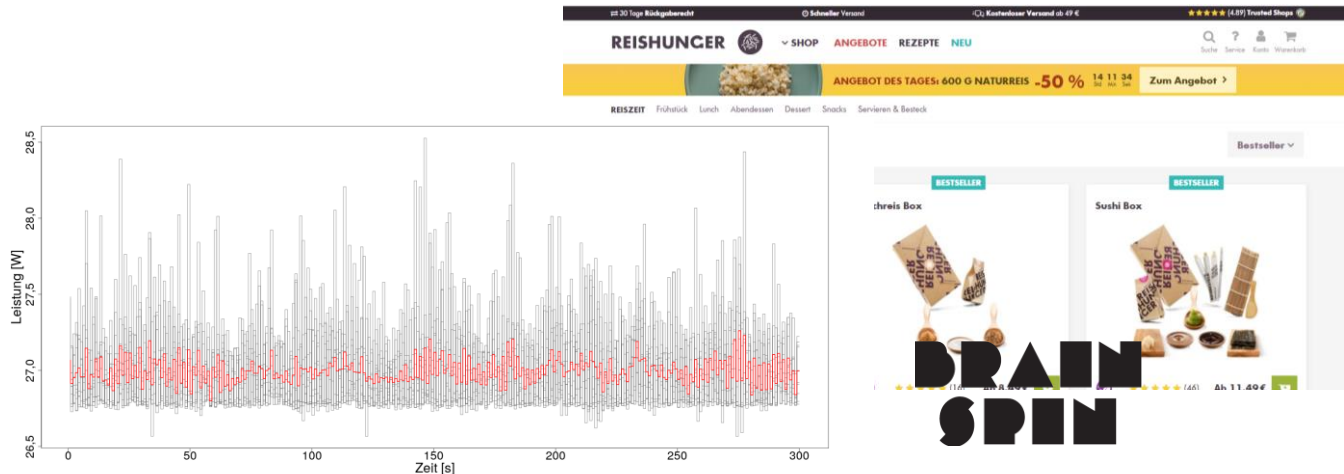 30 Tage Rückgaberecht
Schneller Versand
Kostenloser Versand ab 49 €
(4.89) Trusted Shops
REISHUNGER
SHOP ANGEBOTE REZEPTE NEU
Suche Service Konto Warenkorb
ANGEBOT DES TAGES: 600 G NATURREIS -50 % 14 11 34 Zum Angebot >
REISZEIT Frühstück Lunch Abendessen Dessert Snacks Servieren & Besteck
Bestseller
BESTSELLER
BESTSELLER
chreis Box
Sushi Box
REISHUNGER
(46) Ab 11,49 €
BRAIN
SPIN
Leistung [W]
28,5
28,0
27,5
27,0
26,5
0 50 100 150 200 250 300
Zeit [s]